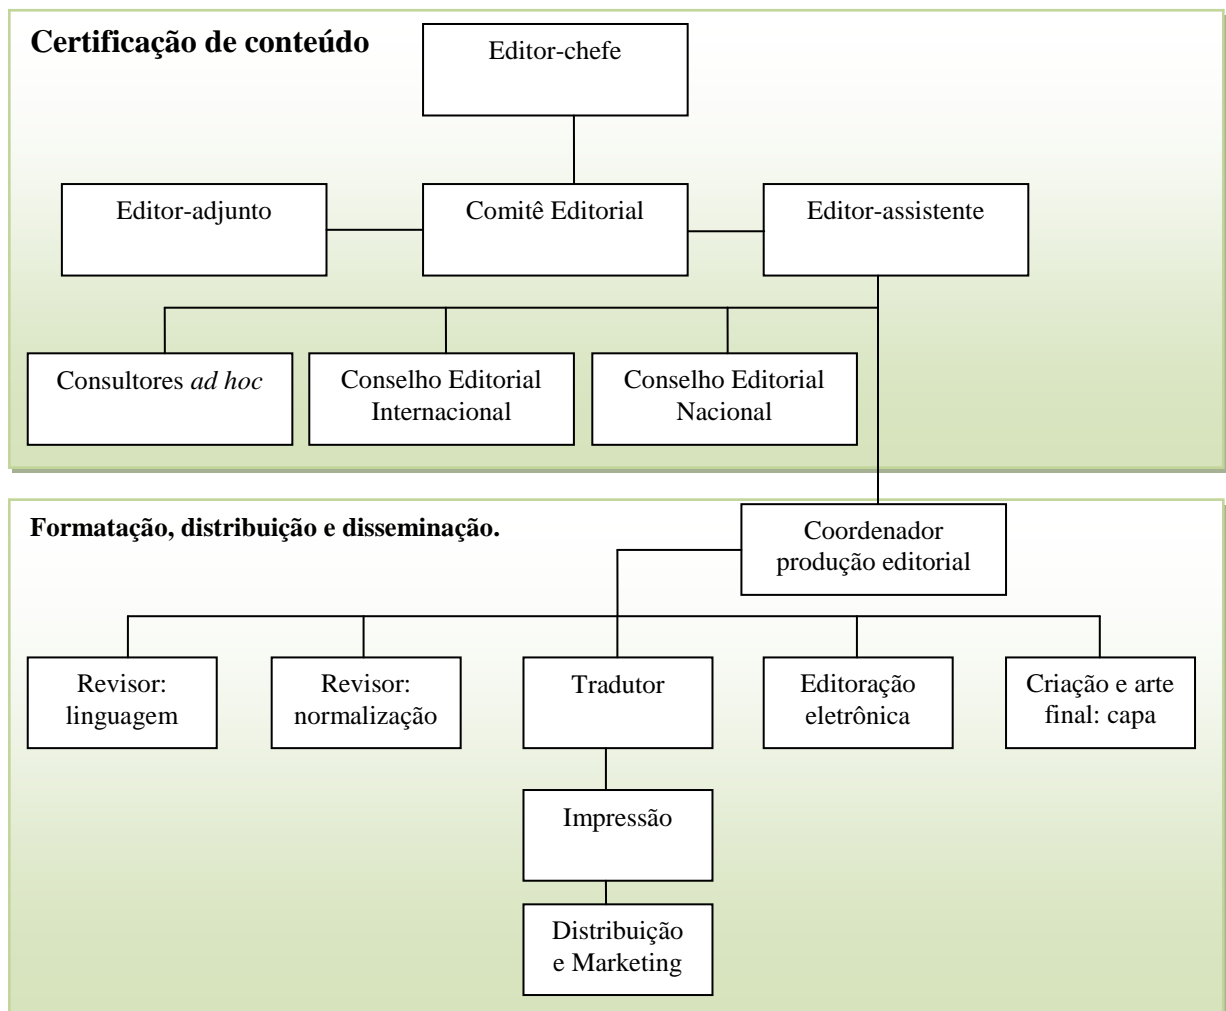 Certificação de conteúdo
Editor-chefe
Editor-adjunto
Comitê Editorial
Editor-assistente
Consultores ad hoc
Conselho Editorial
Internacional
Conselho Editorial
Nacional
Formatação, distribuição e disseminação.
Coordenador
produção editorial
Revisor:
linguagem
Revisor:
normalização
Tradutor
Editoração
eletrônica
Criação e arte
final: capa
Impressão
Distribuição
e Marketing